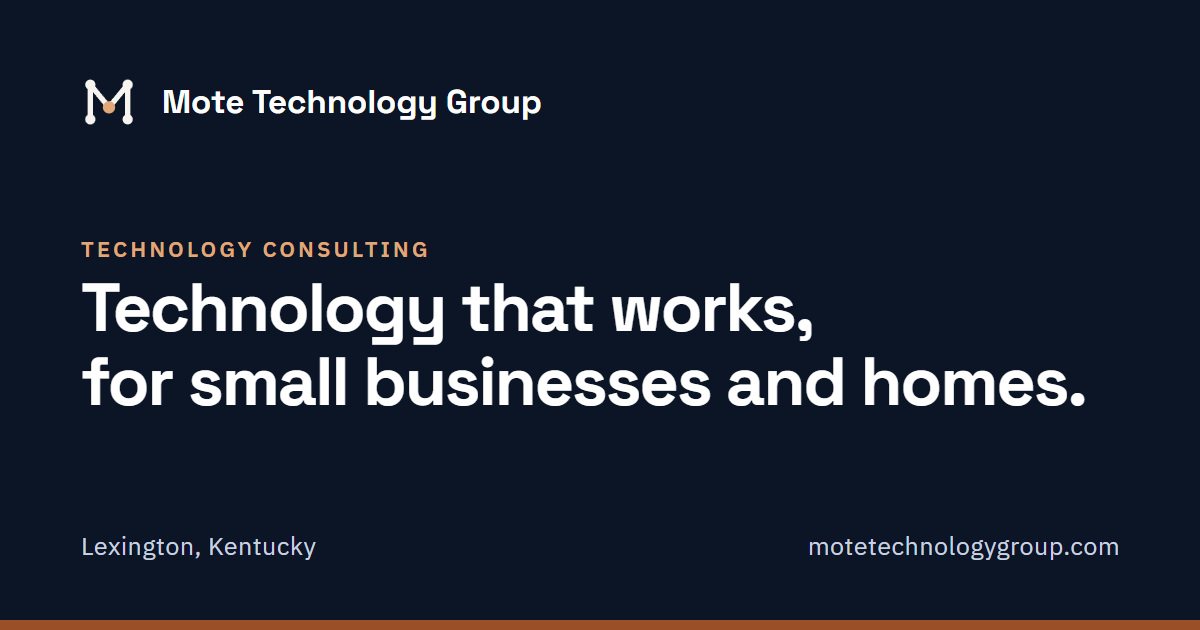 Mote Technology Group
TECHNOLOGY CONSULTING
Technology that works,
for small businesses and homes.
Lexington, Kentucky
motetechnologygroup.com